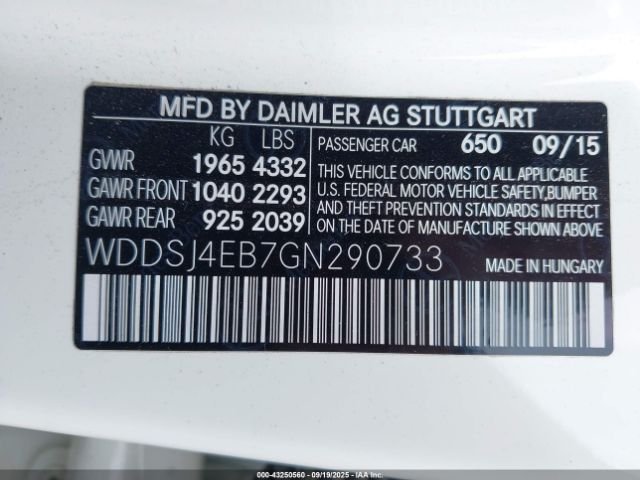 MFD BY DAIMLER AG STUTTGART
KG LBS
GVWR 1965 4332
GAWR FRONT 1040 2293
GAWR REAR 925 2039
PASSENGER CAR 650 09/15
THIS VEHICLE CONFORMS TO ALL APPLICABLE
U.S. FEDERAL MOTOR VEHICLE SAFETY, BUMPER
AND THEFT PREVENTION STANDARDS IN EFFECT
ON THE DATE OF MANUFACTURE SHOWN ABOVE
WDDSJ4EB7GN290733 MADE IN HUNGARY
000-43250560 - 09/19/2025 - IAA Inc.